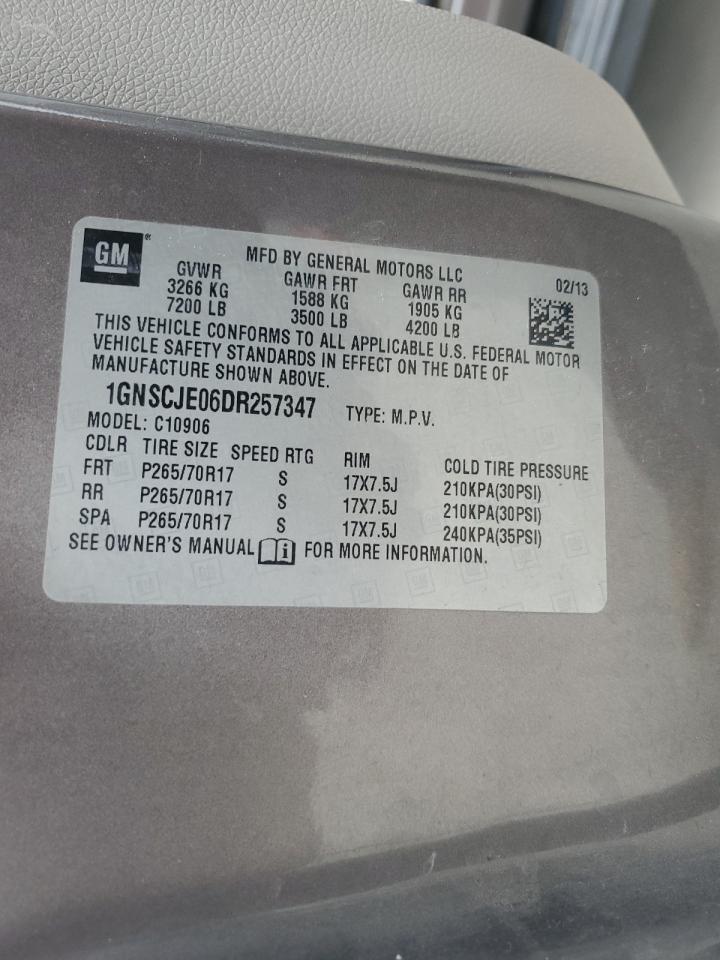 GM®
MFD BY GENERAL MOTORS LLC
02/13
GVWR GAWR FRT GAWR RR
3266 KG 1588 KG 1905 KG
7200 LB 3500 LB 4200 LB
THIS VEHICLE CONFORMS TO ALL APPLICABLE U.S. FEDERAL MOTOR
VEHICLE SAFETY STANDARDS IN EFFECT ON THE DATE OF
MANUFACTURE SHOWN ABOVE.
1GNSCJE06DR257347 TYPE: M.P.V.
MODEL: C10906
CDLR TIRE SIZE SPEED RTG RIM COLD TIRE PRESSURE
FRT P265/70R17 S 17X7.5J 210KPA(30PSI)
RR P265/70R17 S 17X7.5J 210KPA(30PSI)
SPA P265/70R17 S 17X7.5J 240KPA(35PSI)
SEE OWNER'S MANUAL i FOR MORE INFORMATION.